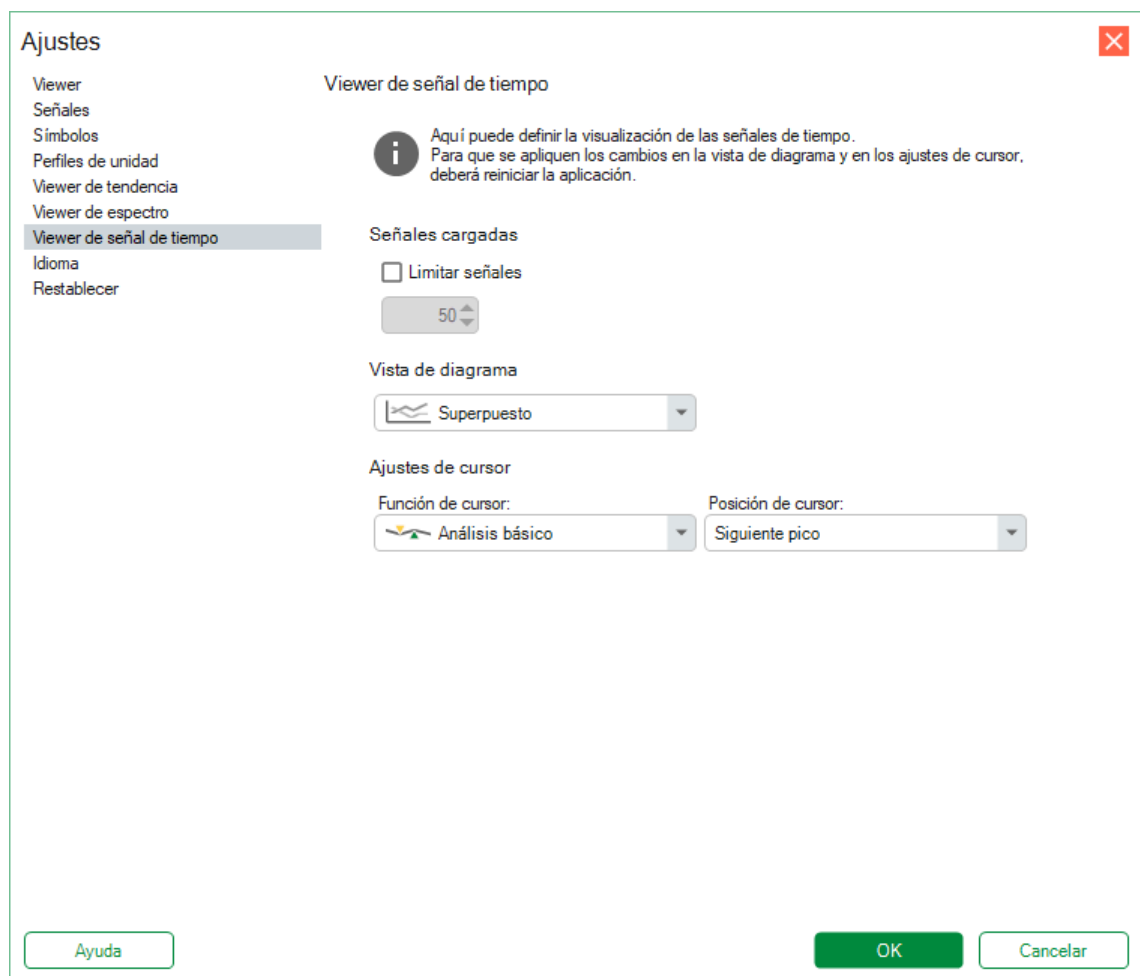 Ajustes
Viewer
Señales
Símbolos
Perfiles de unidad
Viewer de tendencia
Viewer de espectro
Viewer de señal de tiempo
Idioma
Restablecer
Viewer de señal de tiempo
Aquí puede definir la visualización de las señales de tiempo.
Para que se apliquen los cambios en la vista de diagrama y en los ajustes de cursor,
deberá reiniciar la aplicación.
Señales cargadas
Limitar señales
50
Vista de diagrama
Superpuesto
Ajustes de cursor
Función de cursor:
Posición de cursor:
Análisis básico
Siguiente pico
Ayuda
OK
Cancelar